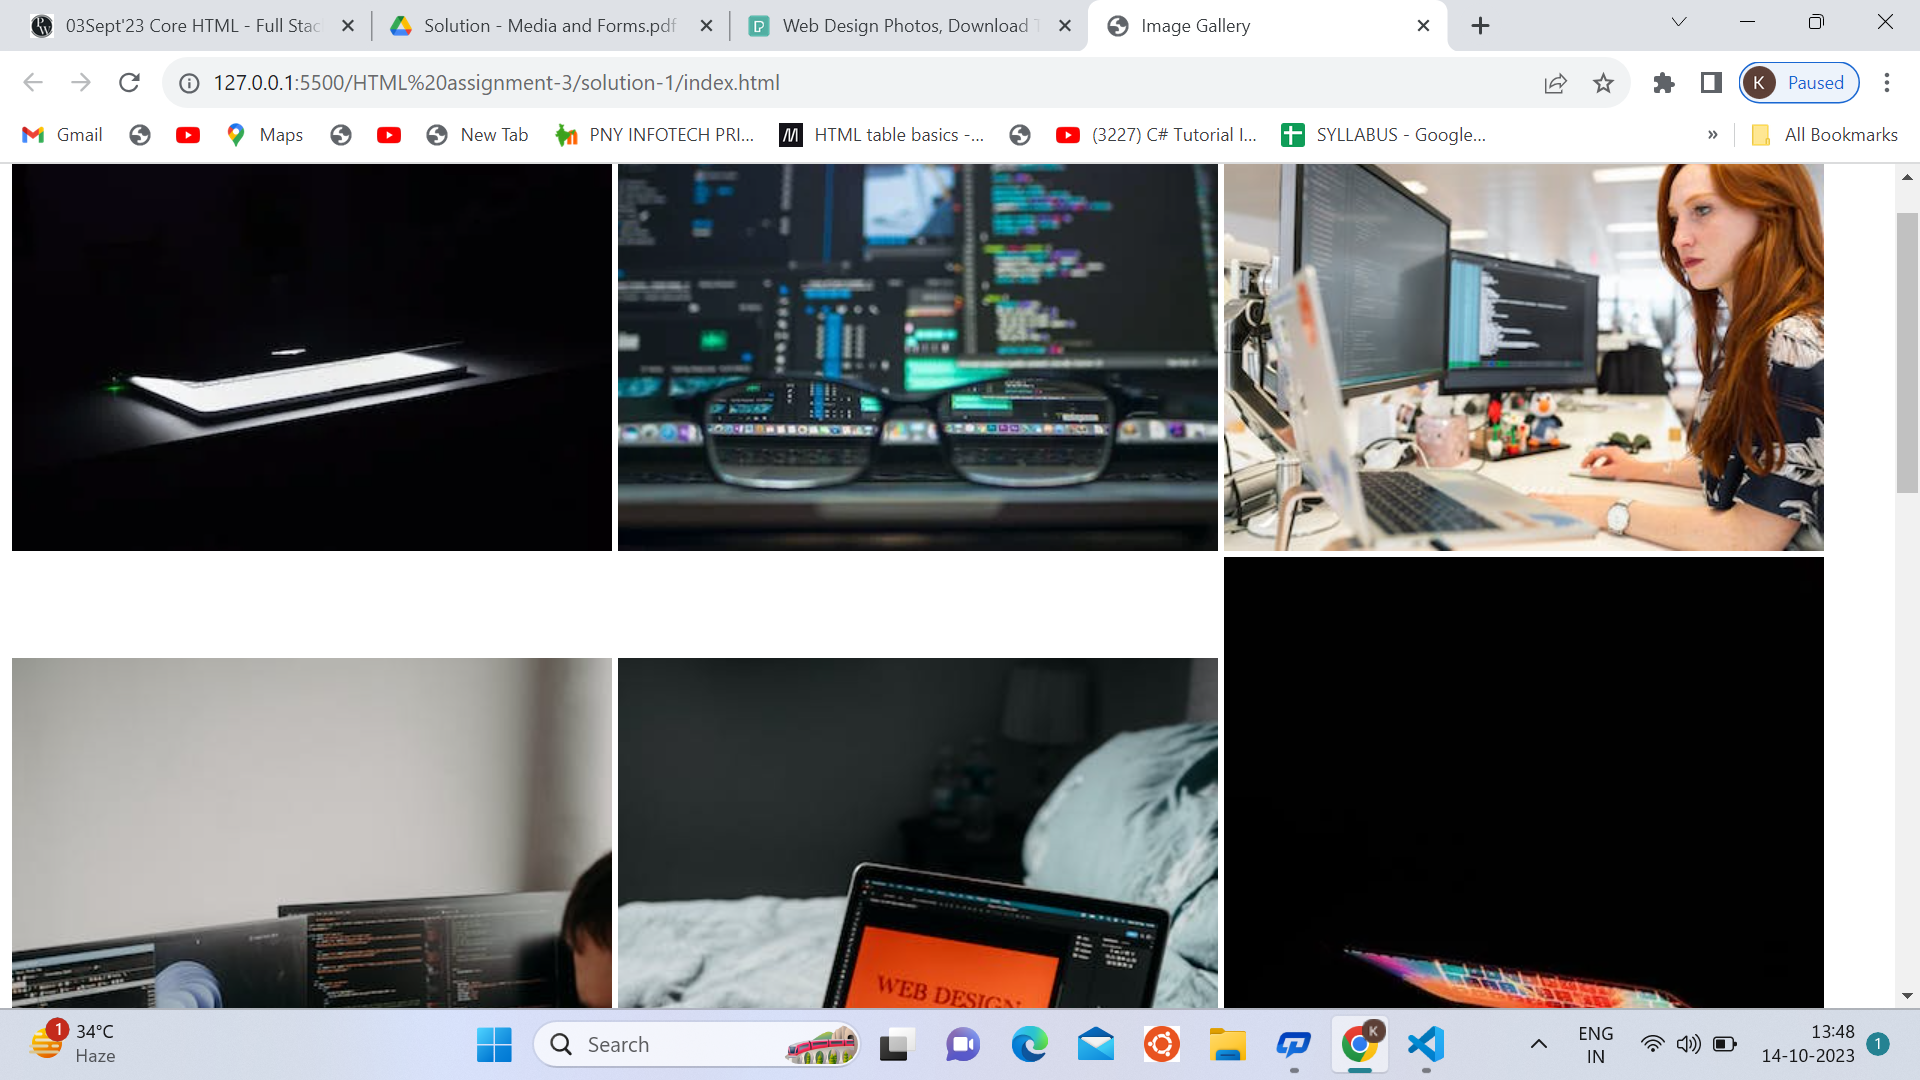 03Sept'23 Core HTML - Full Stac
Solution - Media and Forms.pdf
Web Design Photos, Download
Image Gallery
127.0.0.1:5500/HTML%20assignment-3/solution-1/index.html
K
Paused
Gmail
Maps
New Tab
PNY INFOTECH PRI...
HTML table basics -...
(3227) C# Tutorial I...
SYLLABUS - Google...
»
All Bookmarks
WEB DESIGN
1
34°C
Haze
Search
K
ENG
IN
13:48
14-10-2023
1